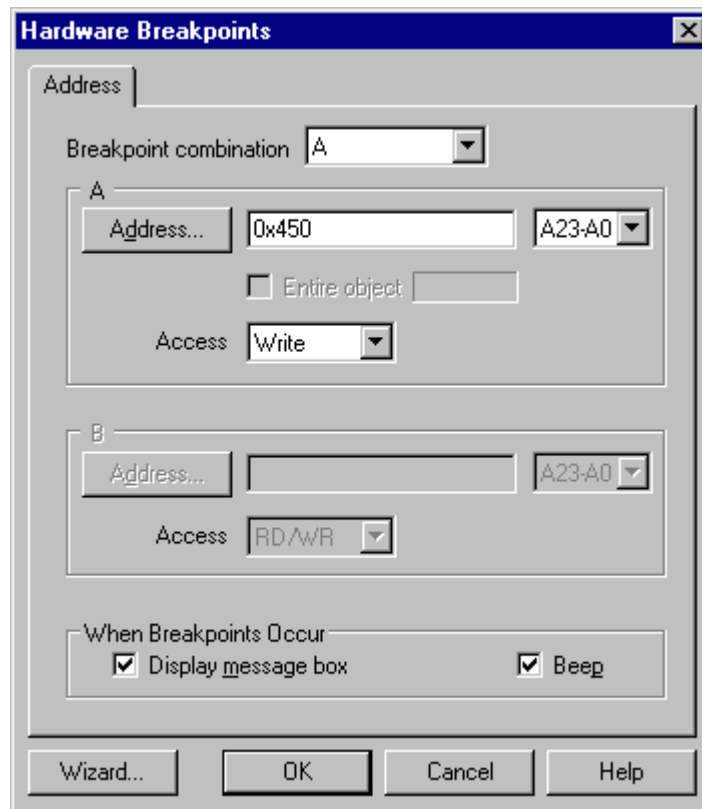 Hardware Breakpoints
Address
Breakpoint combination A
A
Address... 0x450 A23-A0
Entire object
Access Write
B
Address... A23-A0
Access RD/WR
When Breakpoints Occur
Display message box Beep
Wizard... OK Cancel Help